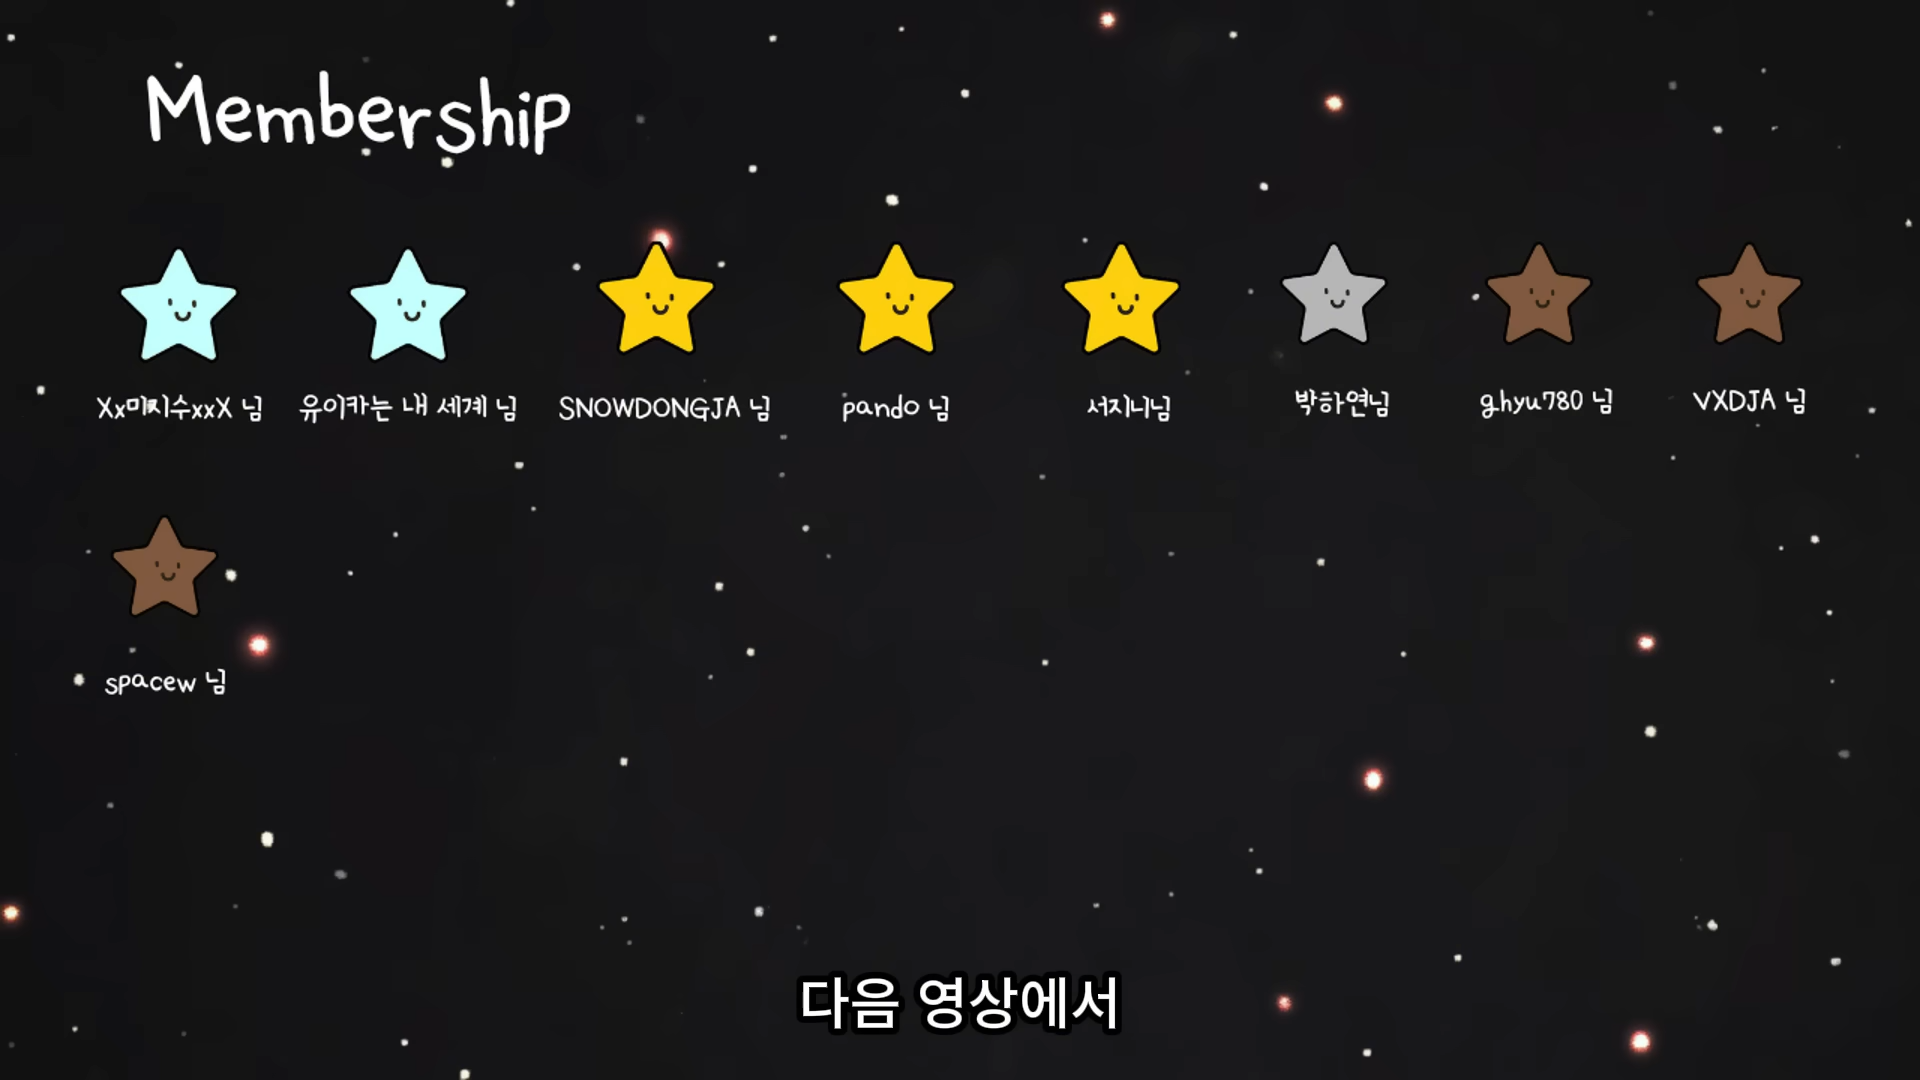 Membership
Xx미지수xxX 님 유이카는 내 세계 님 SNOWDONGJA 님 pando 님 서지니님 박하연님 ghyu780 님 VXDJA 님
spacew 님
다음 영상에서